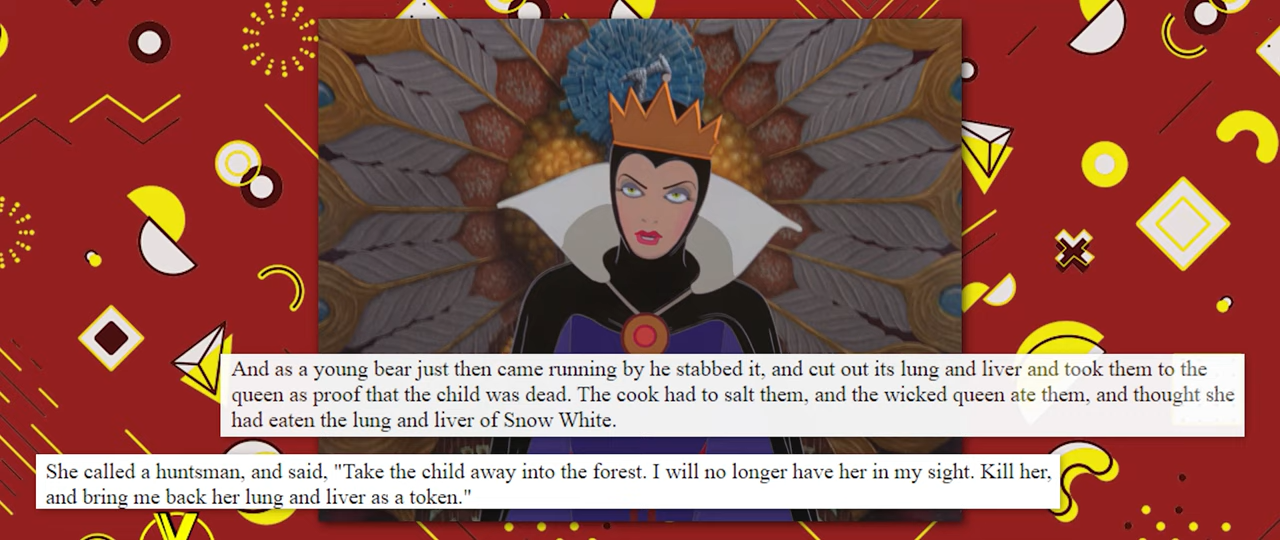 And as a young bear just then came running by he stabbed it, and cut out its lung and liver and took them to the
queen as proof that the child was dead. The cook had to salt them, and the wicked queen ate them, and thought she
had eaten the lung and liver of Snow White.
She called a huntsman, and said, "Take the child away into the forest. I will no longer have her in my sight. Kill her,
and bring me back her lung and liver as a token."